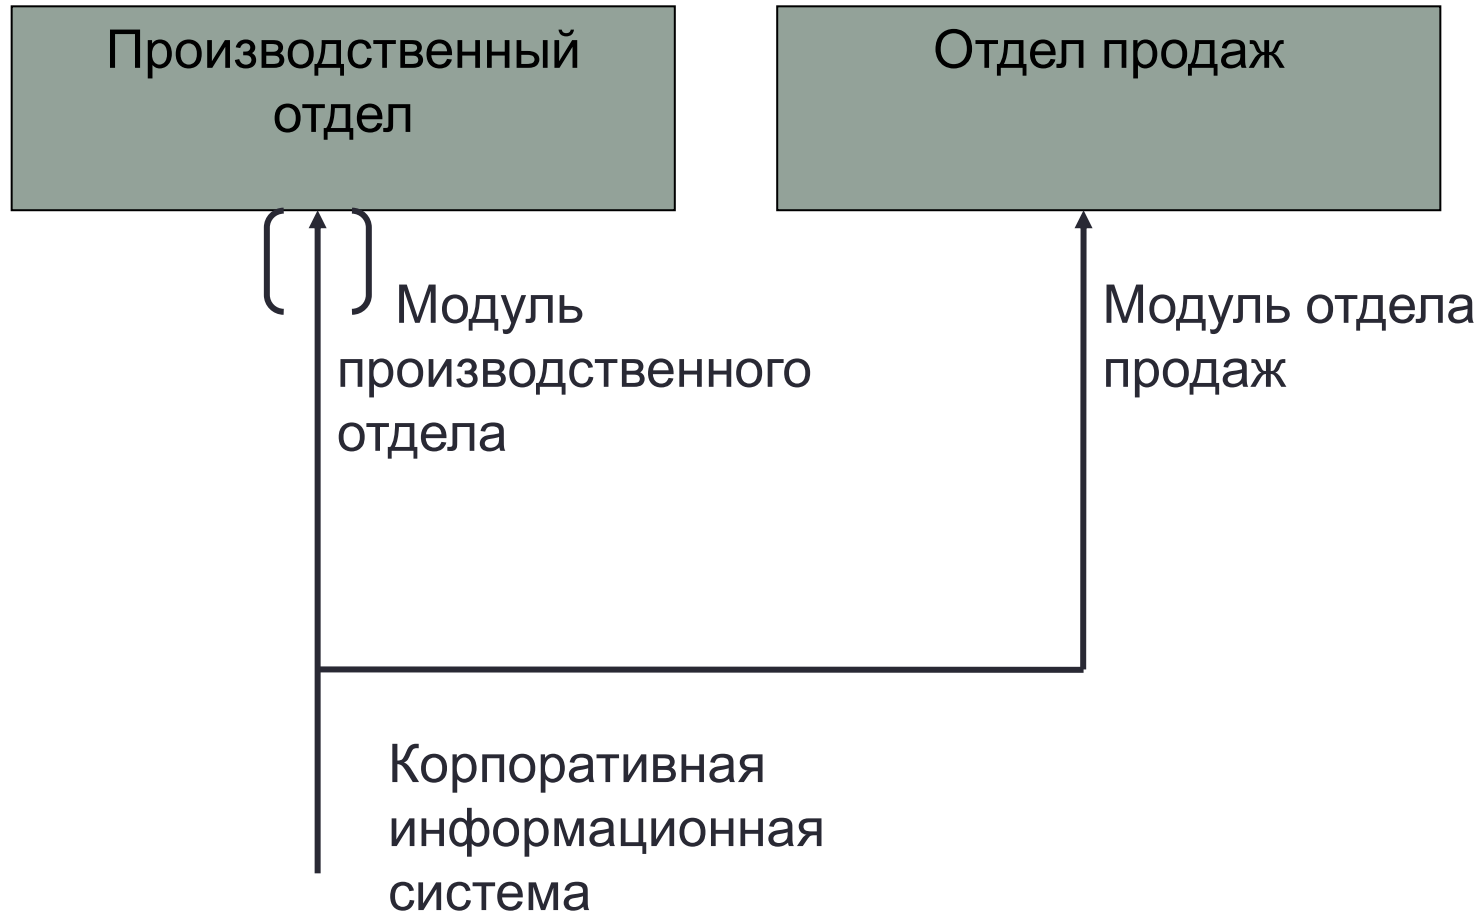 Производственный
отдел
Отдел продаж
Модуль
производственного
отдела
Модуль отдела
продаж
Корпоративная
информационная
система